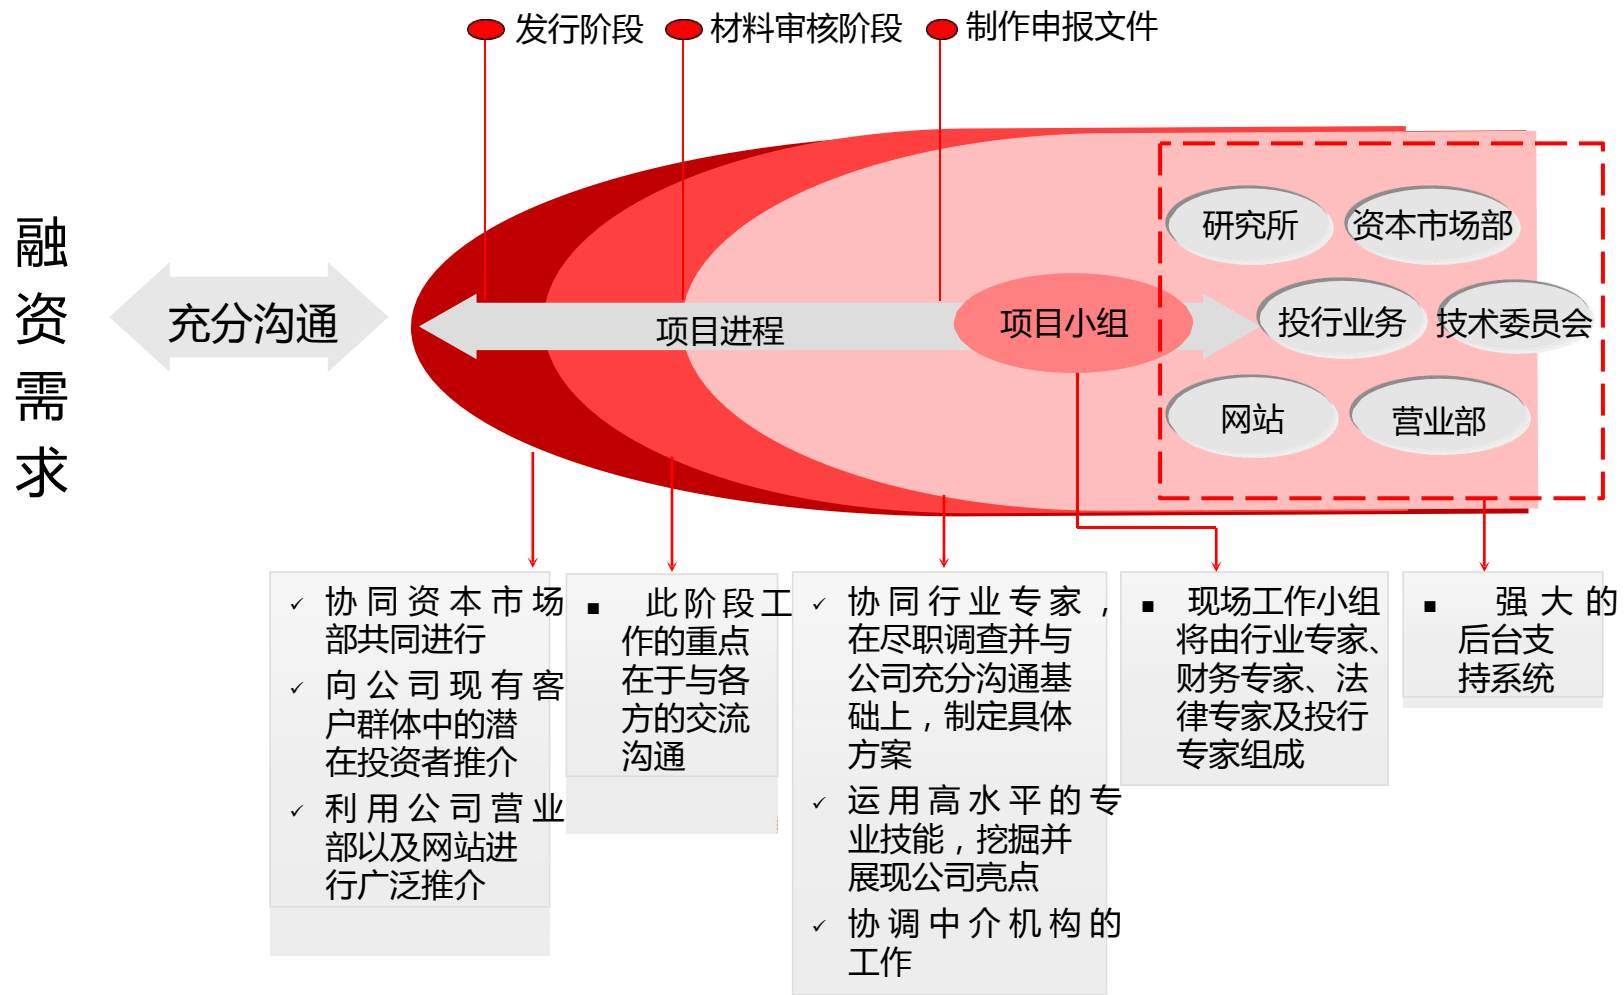 发行阶段
材料审核阶段
制作申报文件
融
资
需
求
充分沟通
项目进程
项目小组
研究所
资本市场部
投行业务
技术委员会
网站
营业部
✓ 协同资本市场
部共同进行
✓ 向公司现有客
户群体中的潜
在投资者推介
✓ 利用公司营业
部以及网站进
行广泛推介
■ 此阶段工
作的重点
在于与各
方的交流
沟通
✓ 协同行业专家，
在尽职调查并与
公司充分沟通基
础上，制定具体
方案
✓ 运用高水平的专
业技能，挖掘并
展现公司亮点
✓ 协调中介机构的
工作
■ 现场工作小组
将由行业专家、
财务专家、法
律专家及投行
专家组成
■ 强大的
后台支
持系统